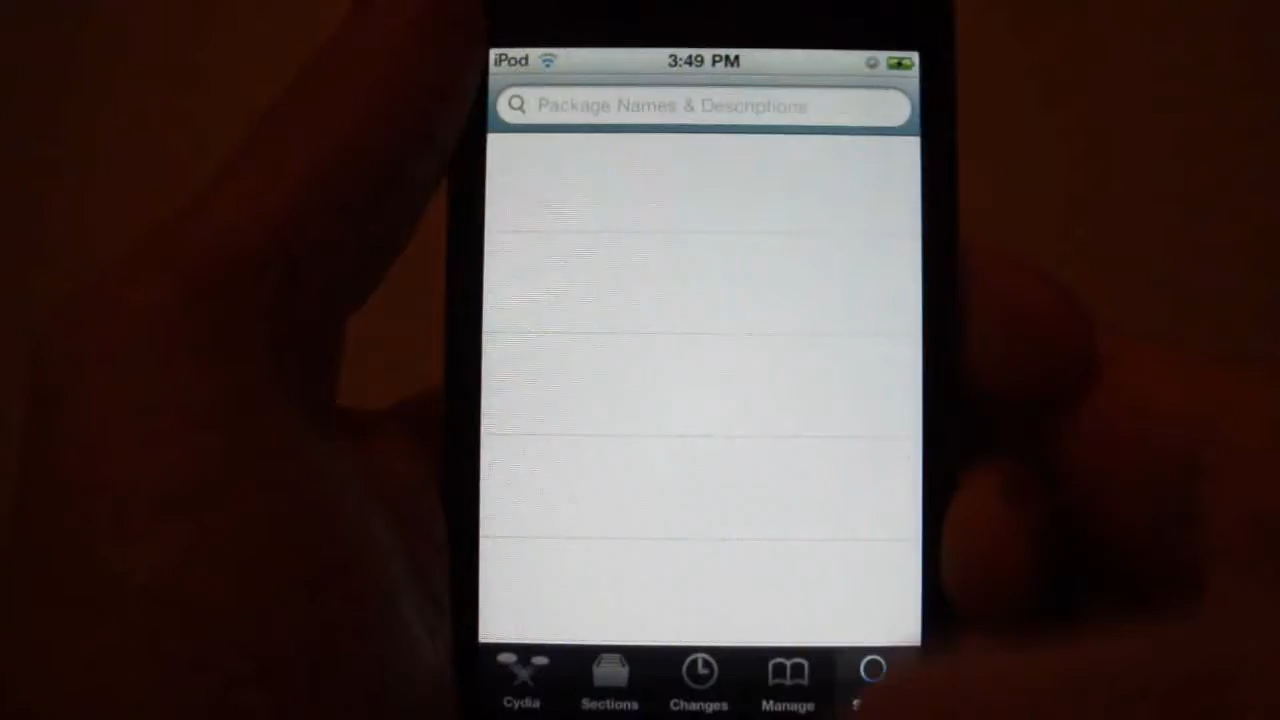 iPod 3:49 PM
Package Names & Descriptions
Cydia Sections Changes Manage